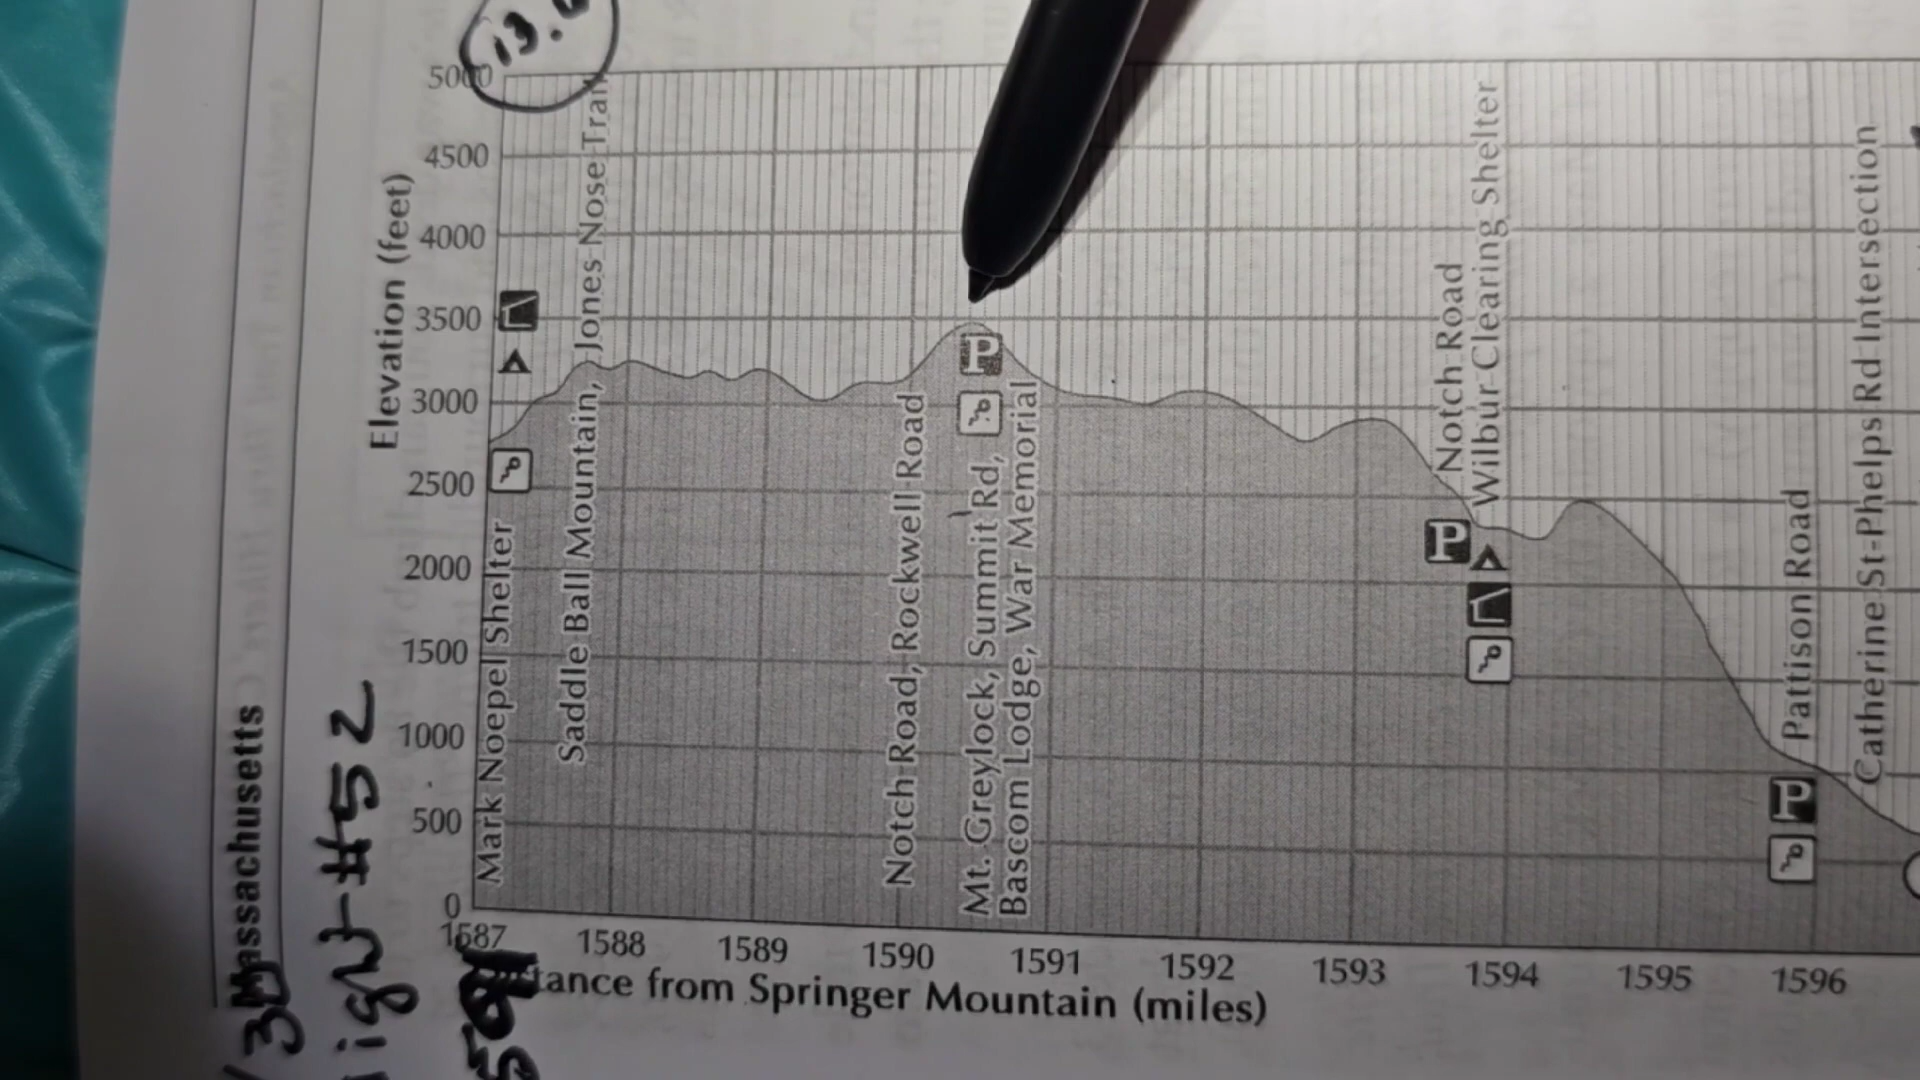 5000
4500
4000
3500
3000
2500
2000
1500
1000
500
0
Elevation (feet)
Mark Noepel Shelter
Saddle Ball Mountain, Jones Nose Trail
Notch Road, Rockwell Road
Mt. Greylock, Summit Rd,
Bascom Lodge, War Memorial
P
Notch Road
Wilbur Clearing Shelter
P
Pattison Road
P
Catherine St-Phelps Rd Intersection
1587 1588 1589 1590 1591 1592 1593 1594 1595 1596
from Springer Mountain (miles)
Massachusetts
#52